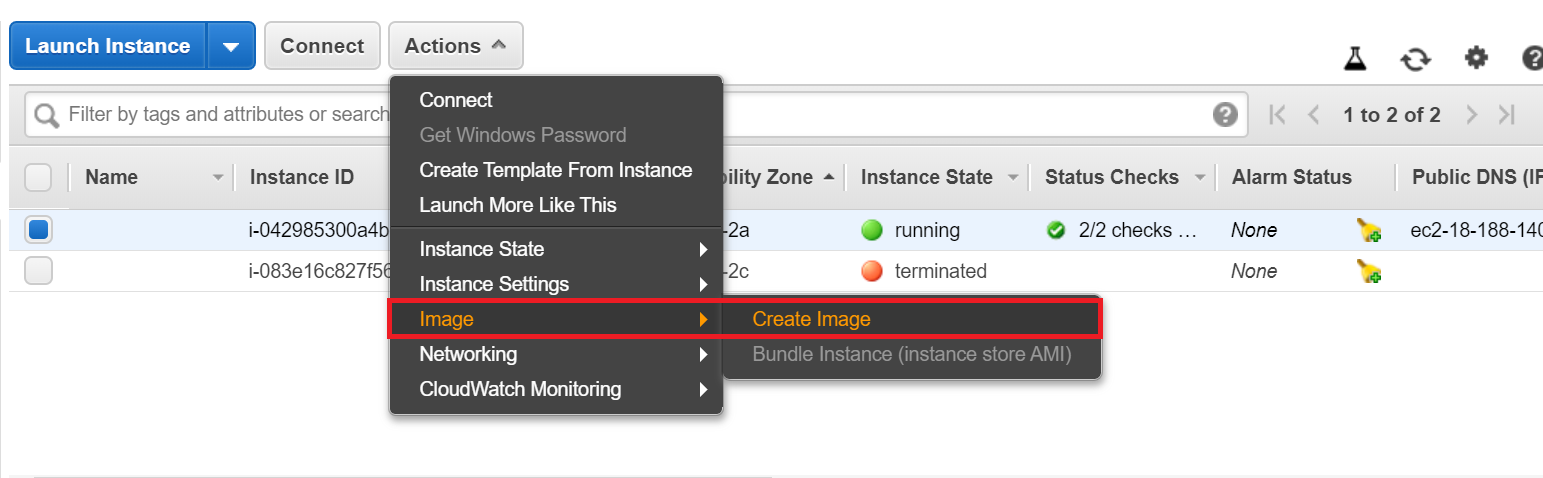 Launch Instance Connect Actions
Filter by tags and attributes or search
1 to 2 of 2
Name Instance ID bility Zone Instance State Status Checks Alarm Status Public DNS (IP
i-042985300a4b -2a running 2/2 checks ... None ec2-18-188-140
i-083e16c827f56 -2c terminated None
Connect
Get Windows Password
Create Template From Instance
Launch More Like This
Instance State
Instance Settings
Image
Create Image
Networking
Bundle Instance (instance store AMI)
CloudWatch Monitoring